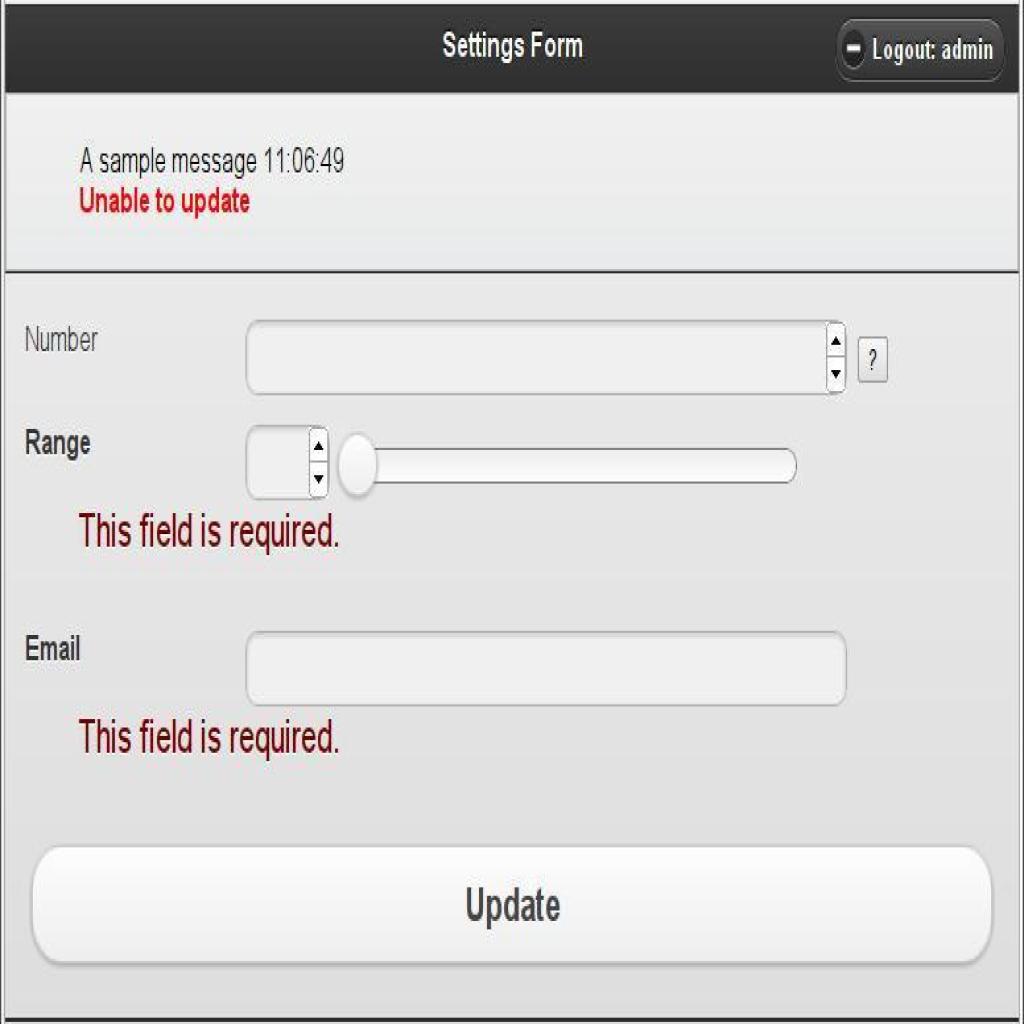 Settings Form
Logout: admin
A sample message 11:06:49
Unable to update
Number
?
Range
This field is required.
Email
This field is required.
Update